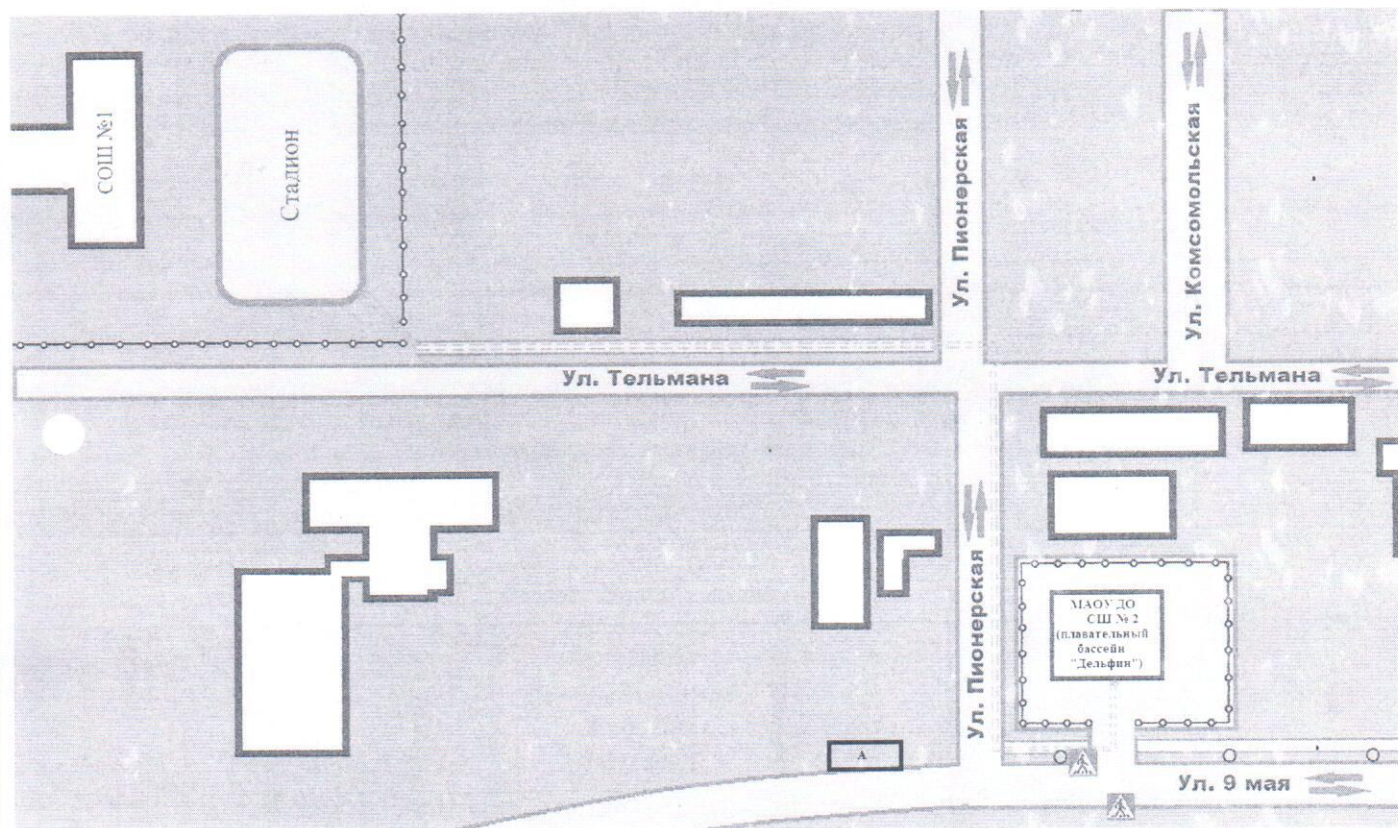 СОШ №1
Стадион
Ул. Пионерская
Ул. Комсомольская
Ул. Тельмана
Ул. Тельмана
Ул. Пионерская
МАОУ ДО
СШ № 2
(плавательный
бассейн
"Дельфин")
А
Ул. 9 мая